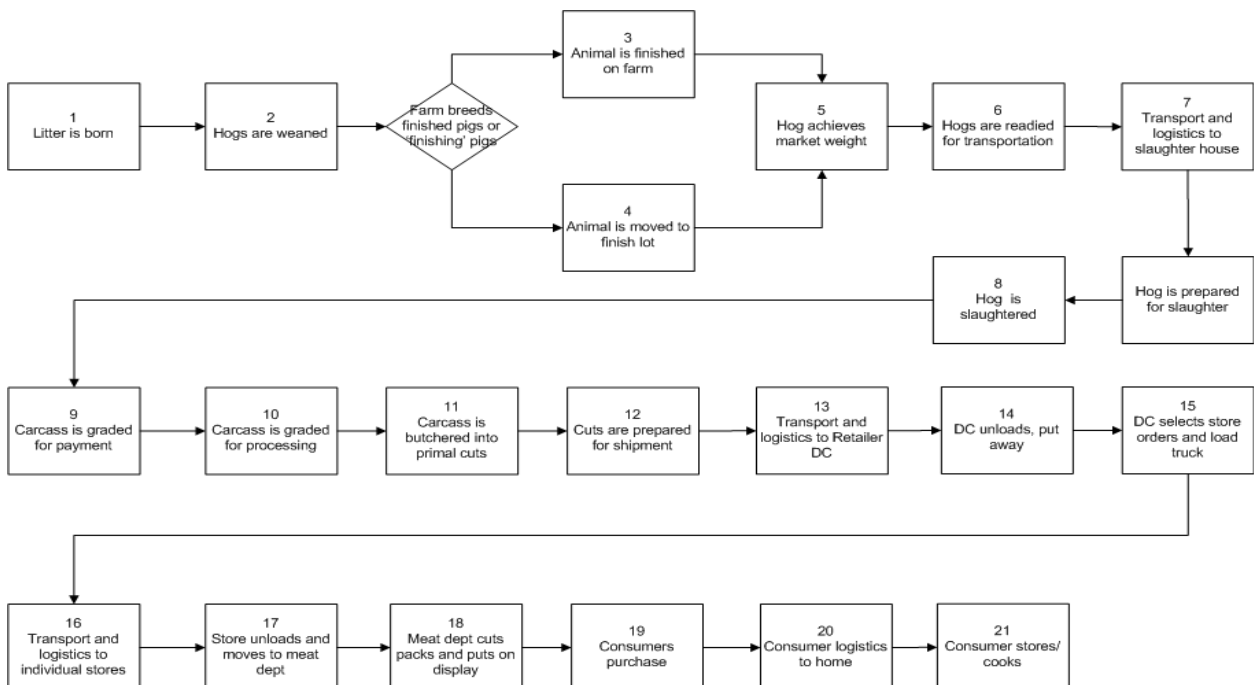 1
Litter is born
2
Hogs are weaned
Farm breeds
finished pigs or
'finishing' pigs
3
Animal is finished
on farm
4
Animal is moved to
finish lot
5
Hog achieves
market weight
6
Hogs are readied
for transportation
7
Transport and
logistics to
slaughter house
Hog is prepared
for slaughter
8
Hog is
slaughtered
9
Carcass is graded
for payment
10
Carcass is graded
for processing
11
Carcass is
butchered into
primal cuts
12
Cuts are prepared
for shipment
13
Transport and
logistics to Retailer
DC
14
DC unloads, put
away
15
DC selects store
orders and load
truck
16
Transport and
logistics to
individual stores
17
Store unloads and
moves to meat
dept
18
Meat dept cuts
packs and puts on
display
19
Consumers
purchase
20
Consumer logistics
to home
21
Consumer stores/
cooks